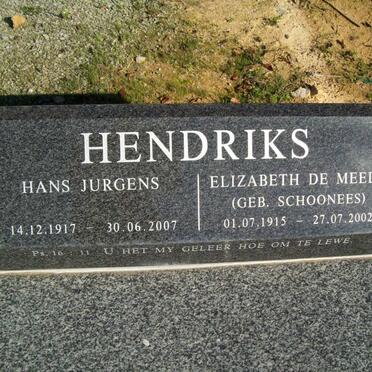 HENDRIKS
HANS JURGENS
14.12.1917 - 30.06.2007
ELIZABETH DE
(GEB. SCHOONEES)
01.07.1915 - 27.07.2002
Ps. 16 : 11 U HET MY GELEER HOE OM TE LEWE